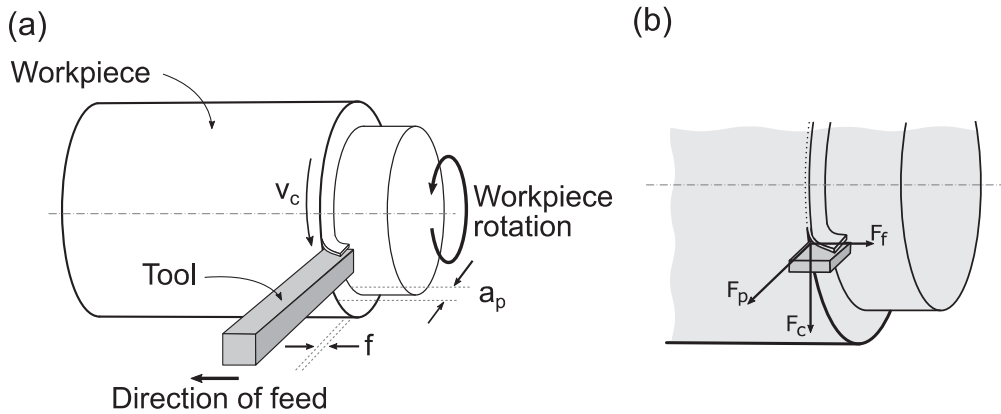 (a)
Workpiece
v_c
Workpiece
rotation
Tool
a_p
f
Direction of feed
(b)
F_f
F_p
F_c